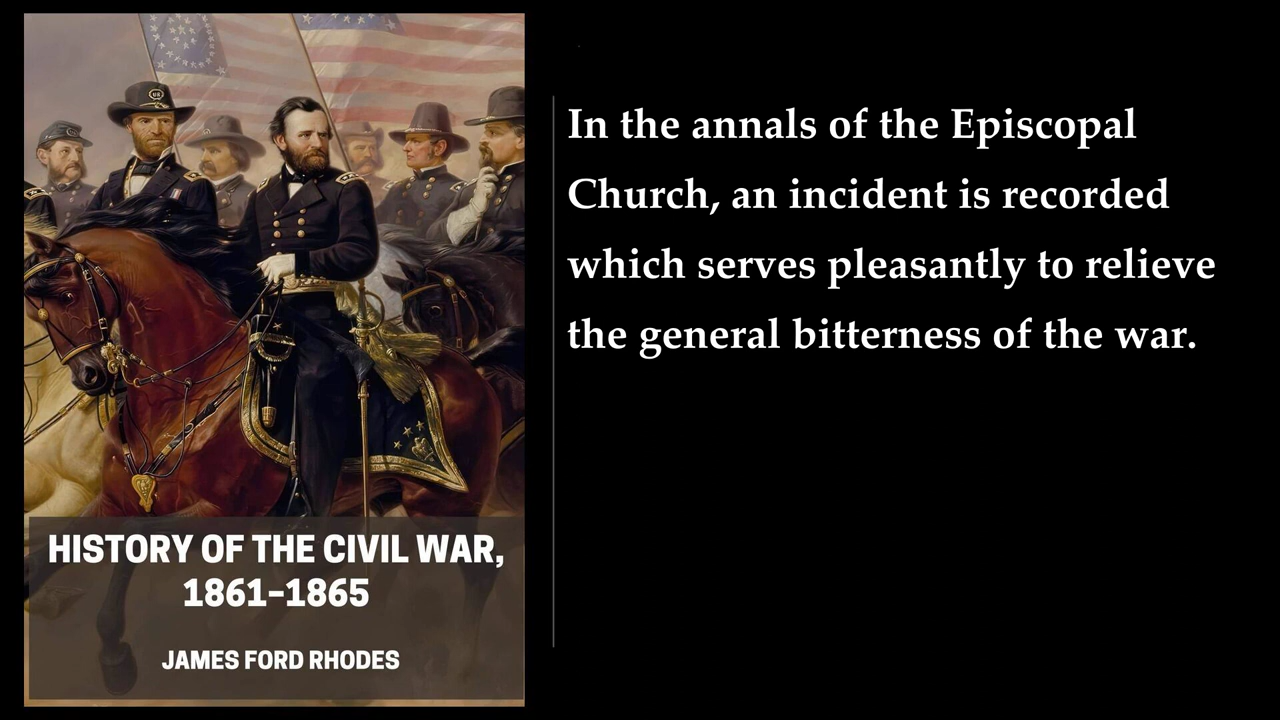 In the annals of the Episcopal
Church, an incident is recorded
which serves pleasantly to relieve
the general bitterness of the war.
HISTORY OF THE CIVIL WAR,
1861–1865
JAMES FORD RHODES